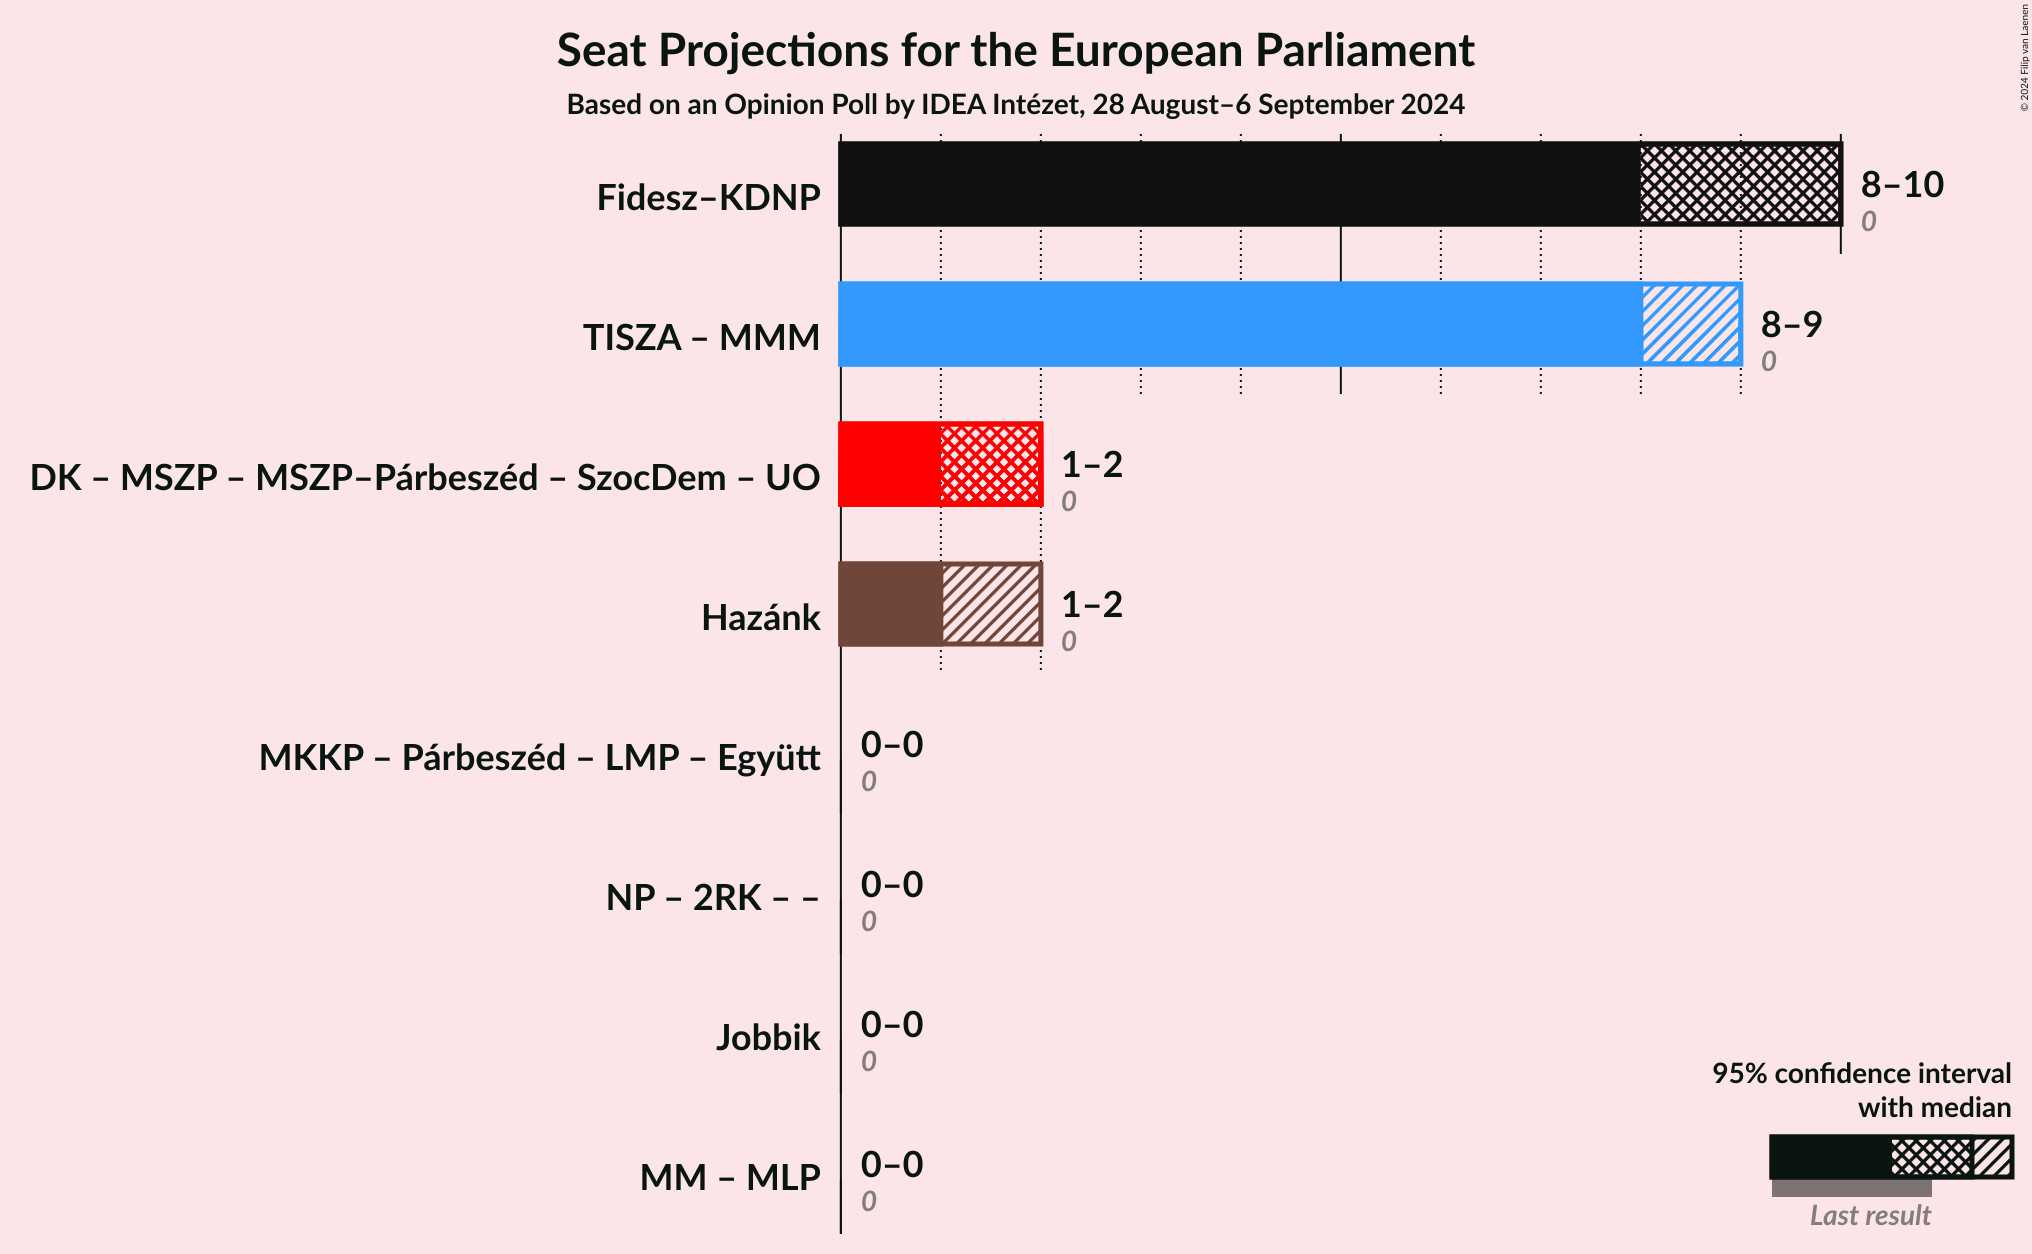 Seat Projections for the European Parliament
Based on an Opinion Poll by IDEA Intézet, 28 August–6 September 2024
© 2024 Filip van Laenen
Fidesz–KDNP
8–10
0
TISZA – MMM
8–9
0
DK – MSZP – MSZP–Párbeszéd – SzocDem – UO
1–2
0
Hazánk
1–2
0
MKKP – Párbeszéd – LMP – Együtt
0–0
0
NP – 2RK – –
0–0
0
Jobbik
0–0
0
MM – MLP
0–0
0
95% confidence interval
with median
Last result